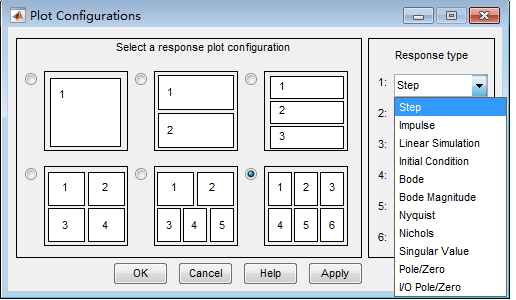 Plot Configurations
Select a response plot configuration
Response type
1
1
2
1
2
3
1 2
3 4
1 2
3 4 5
1 2 3
4 5 6
1: Step
2:
3:
4:
5:
6:
Step
Impulse
Linear Simulation
Initial Condition
Bode
Bode Magnitude
Nyquist
Nichols
Singular Value
Pole/Zero
I/O Pole/Zero
OK Cancel Help Apply